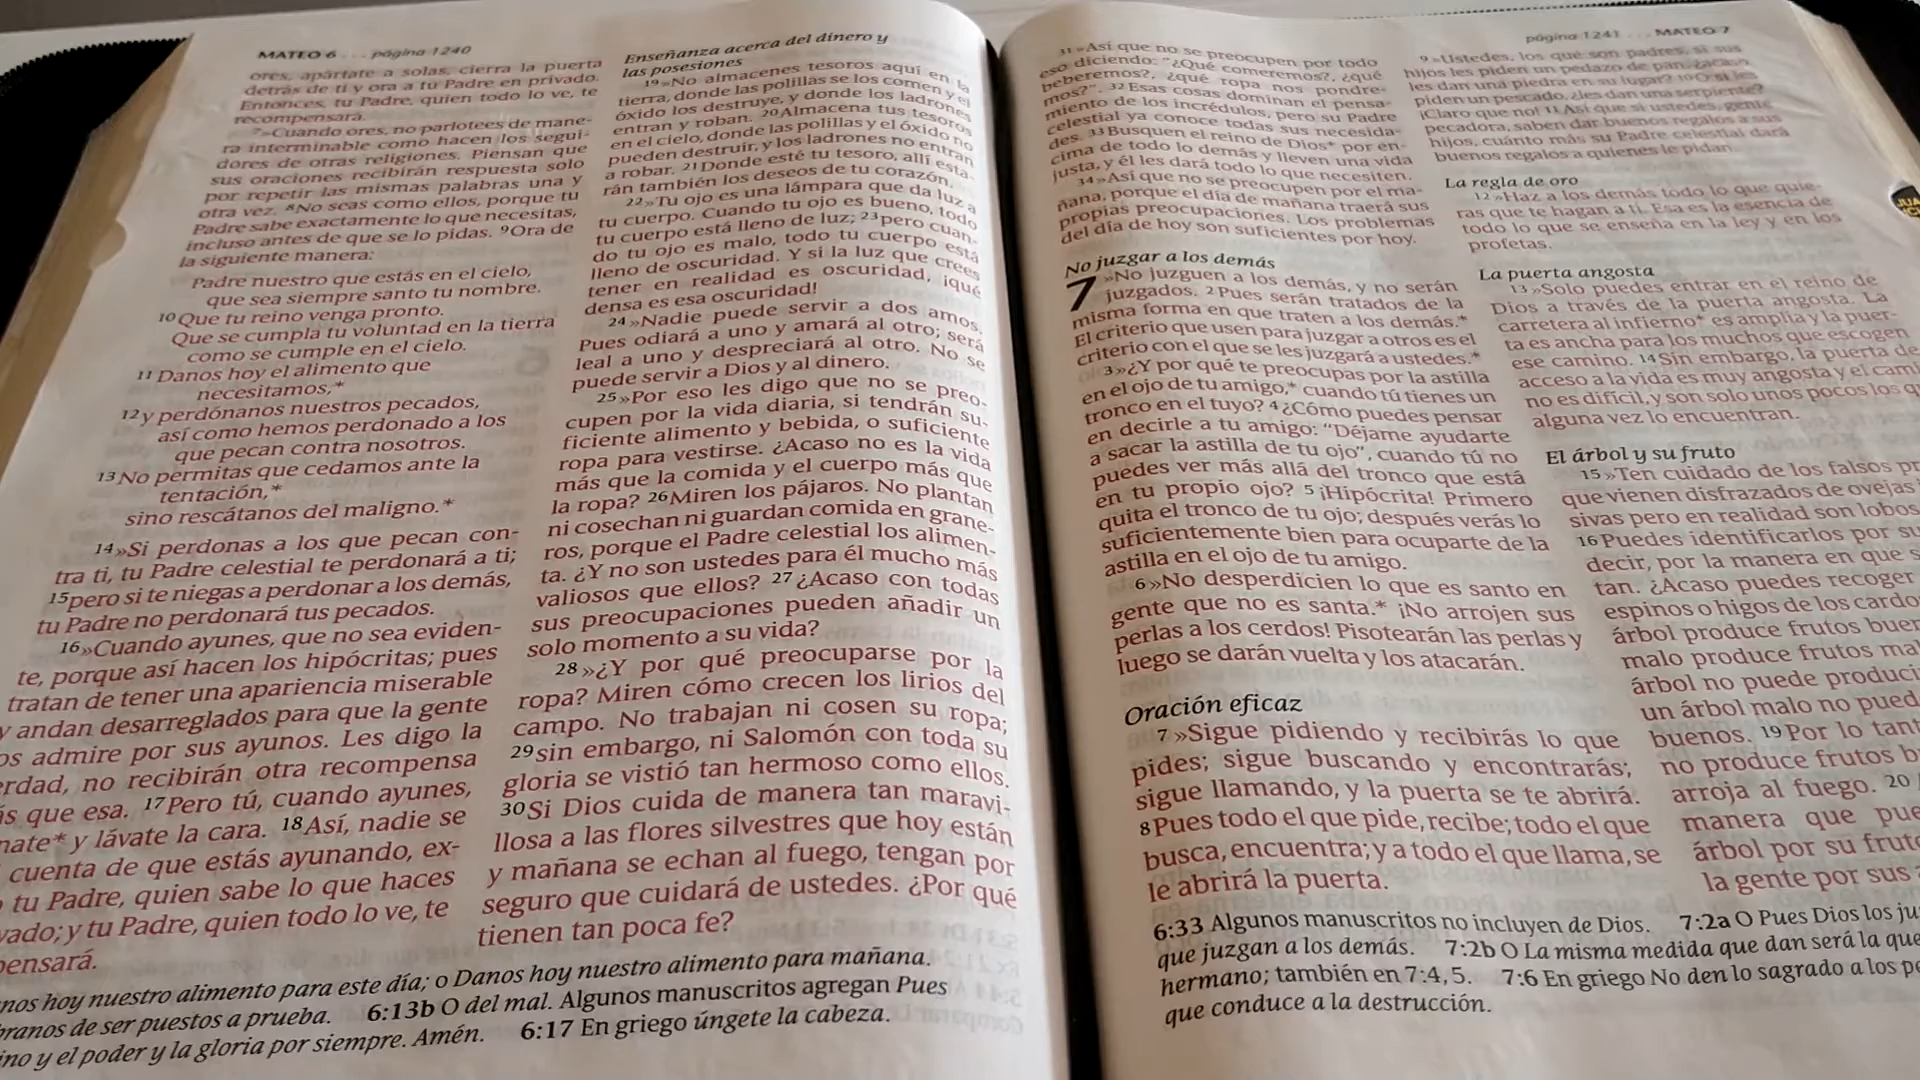 MATEO 6 . . . página 1240
ores, apártate a solas, cierra la puerta
detrás de ti y ora a tu Padre en privado.
Entonces, tu Padre, quien todo lo ve, te
recompensará.
7 »Cuando ores, no parlotees de mane-
ra interminable como hacen los segui-
dores de otras religiones. Piensan que
sus oraciones recibirán respuesta solo
por repetir las mismas palabras una y
otra vez. 8 No seas como ellos, porque tu
Padre sabe exactamente lo que necesitas,
incluso antes de que se lo pidas. 9 Ora de
la siguiente manera:
Padre nuestro que estás en el cielo,
que sea siempre santo tu nombre.
10 Que tu reino venga pronto.
Que se cumpla tu voluntad en la tierra
como se cumple en el cielo.
11 Danos hoy el alimento que
necesitamos,*
12 y perdónanos nuestros pecados,
así como hemos perdonado a los
que pecan contra nosotros.
13 No permitas que cedamos ante la
tentación,*
sino rescátanos del maligno.*
14 »Si perdonas a los que pecan con-
tra ti, tu Padre celestial te perdonará a ti;
15 pero si te niegas a perdonar a los demás,
tu Padre no perdonará tus pecados.
16 »Cuando ayunes, que no sea eviden-
te, porque así hacen los hipócritas; pues
tratan de tener una apariencia miserable
y andan desarreglados para que la gente
os admire por sus ayunos. Les digo la
erdad, no recibirán otra recompensa
ás que esa. 17 Pero tú, cuando ayunes,
nate* y lávate la cara. 18 Así, nadie se
cuenta de que estás ayunando, ex-
tu Padre, quien sabe lo que haces
vado; y tu Padre, quien todo lo ve, te
pensará.
Enseñanza acerca del dinero y
las posesiones
19 »No almacenes tesoros aquí en la
tierra, donde las polillas se los comen y el
óxido los destruye, y donde los ladrones
entran y roban. 20 Almacena tus tesoros
en el cielo, donde las polillas y el óxido no
pueden destruir, y los ladrones no entran
a robar. 21 Donde esté tu tesoro, allí esta-
rán también los deseos de tu corazón.
22 »Tu ojo es una lámpara que da luz a
tu cuerpo. Cuando tu ojo es bueno, todo
tu cuerpo está lleno de luz; 23 pero cuan-
do tu ojo es malo, todo tu cuerpo está
lleno de oscuridad. Y si la luz que crees
tener en realidad es oscuridad, ¡qué
densa es esa oscuridad!
24 »Nadie puede servir a dos amos.
Pues odiará a uno y amará al otro; será
leal a uno y despreciará al otro. No se
puede servir a Dios y al dinero.
25 »Por eso les digo que no se preo-
cupen por la vida diaria, si tendrán su-
ficiente alimento y bebida, o suficiente
ropa para vestirse. ¿Acaso no es la vida
más que la comida y el cuerpo más que
la ropa? 26 Miren los pájaros. No plantan
ni cosechan ni guardan comida en grane-
ros, porque el Padre celestial los alimen-
ta. ¿Y no son ustedes para él mucho más
valiosos que ellos? 27 ¿Acaso con todas
sus preocupaciones pueden añadir un
solo momento a su vida?
28 »¿Y por qué preocuparse por la
ropa? Miren cómo crecen los lirios del
campo. No trabajan ni cosen su ropa;
29 sin embargo, ni Salomón con toda su
gloria se vistió tan hermoso como ellos.
30 Si Dios cuida de manera tan maravi-
llosa a las flores silvestres que hoy están
y mañana se echan al fuego, tengan por
seguro que cuidará de ustedes. ¿Por qué
tienen tan poca fe?
nos hoy nuestro alimento para este día; o Danos hoy nuestro alimento para mañana.
branos de ser puestos a prueba. 6:13b O del mal. Algunos manuscritos agregan Pues
ino y el poder y la gloria por siempre. Amén. 6:17 En griego úngete la cabeza.
página 1241 . . . MATEO 7
31 »Así que no se preocupen por todo
eso diciendo: "¿Qué comeremos?, ¿qué
beberemos?, ¿qué ropa nos pondre-
mos?". 32 Esas cosas dominan el pensa-
miento de los incrédulos, pero su Padre
celestial ya conoce todas sus necesida-
des. 33 Busquen el reino de Dios* por en-
cima de todo lo demás y lleven una vida
justa, y él les dará todo lo que necesiten.
34 »Así que no se preocupen por el ma-
ñana, porque el día de mañana traerá sus
propias preocupaciones. Los problemas
del día de hoy son suficientes por hoy.
No juzgar a los demás
7 »No juzguen a los demás, y no serán
juzgados. 2 Pues serán tratados de la
misma forma en que traten a los demás.*
El criterio que usen para juzgar a otros es el
criterio con el que se les juzgará a ustedes.*
3 »¿Y por qué te preocupas por la astilla
en el ojo de tu amigo,* cuando tú tienes un
tronco en el tuyo? 4 ¿Cómo puedes pensar
en decirle a tu amigo: "Déjame ayudarte
a sacar la astilla de tu ojo", cuando tú no
puedes ver más allá del tronco que está
en tu propio ojo? 5 ¡Hipócrita! Primero
quita el tronco de tu ojo; después verás lo
suficientemente bien para ocuparte de la
astilla en el ojo de tu amigo.
6 »No desperdicien lo que es santo en
gente que no es santa.* ¡No arrojen sus
perlas a los cerdos! Pisotearán las perlas y
luego se darán vuelta y los atacarán.
Oración eficaz
7 »Sigue pidiendo y recibirás lo que
pides; sigue buscando y encontrarás;
sigue llamando, y la puerta se te abrirá.
8 Pues todo el que pide, recibe; todo el que
busca, encuentra; y a todo el que llama, se
le abrirá la puerta.
9 »Ustedes, los que son padres, si sus
hijos les piden un pedazo de pan, ¿acaso
les dan una piedra en su lugar? 10 O si les
piden un pescado, ¿les dan una serpiente?
¡Claro que no! 11 Así que si ustedes, gente
pecadora, saben dar buenos regalos a sus
hijos, cuánto más su Padre celestial dará
buenos regalos a quienes le pidan.
La regla de oro
12 »Haz a los demás todo lo que quie-
ras que te hagan a ti. Esa es la esencia de
todo lo que se enseña en la ley y en los
profetas.
La puerta angosta
13 »Solo puedes entrar en el reino de
Dios a través de la puerta angosta. La
carretera al infierno* es amplia y la puer-
ta es ancha para los muchos que escogen
ese camino. 14 Sin embargo, la puerta de
acceso a la vida es muy angosta y el cami
no es difícil, y son solo unos pocos los q
alguna vez lo encuentran.
El árbol y su fruto
15 »Ten cuidado de los falsos pr
que vienen disfrazados de ovejas
sivas pero en realidad son lobos
16 Puedes identificarlos por su
decir, por la manera en que s
tan. ¿Acaso puedes recoger
espinos o higos de los cardo
árbol produce frutos buen
malo produce frutos mal
árbol no puede produci
un árbol malo no pued
buenos. 19 Por lo tant
no produce frutos b
arroja al fuego. 20
manera que pue
árbol por su fruto
la gente por sus
6:33 Algunos manuscritos no incluyen de Dios. 7:2a O Pues Dios los ju
que juzgan a los demás. 7:2b O La misma medida que dan será la que
hermano; también en 7:4, 5. 7:6 En griego No den lo sagrado a los pe
que conduce a la destrucción.